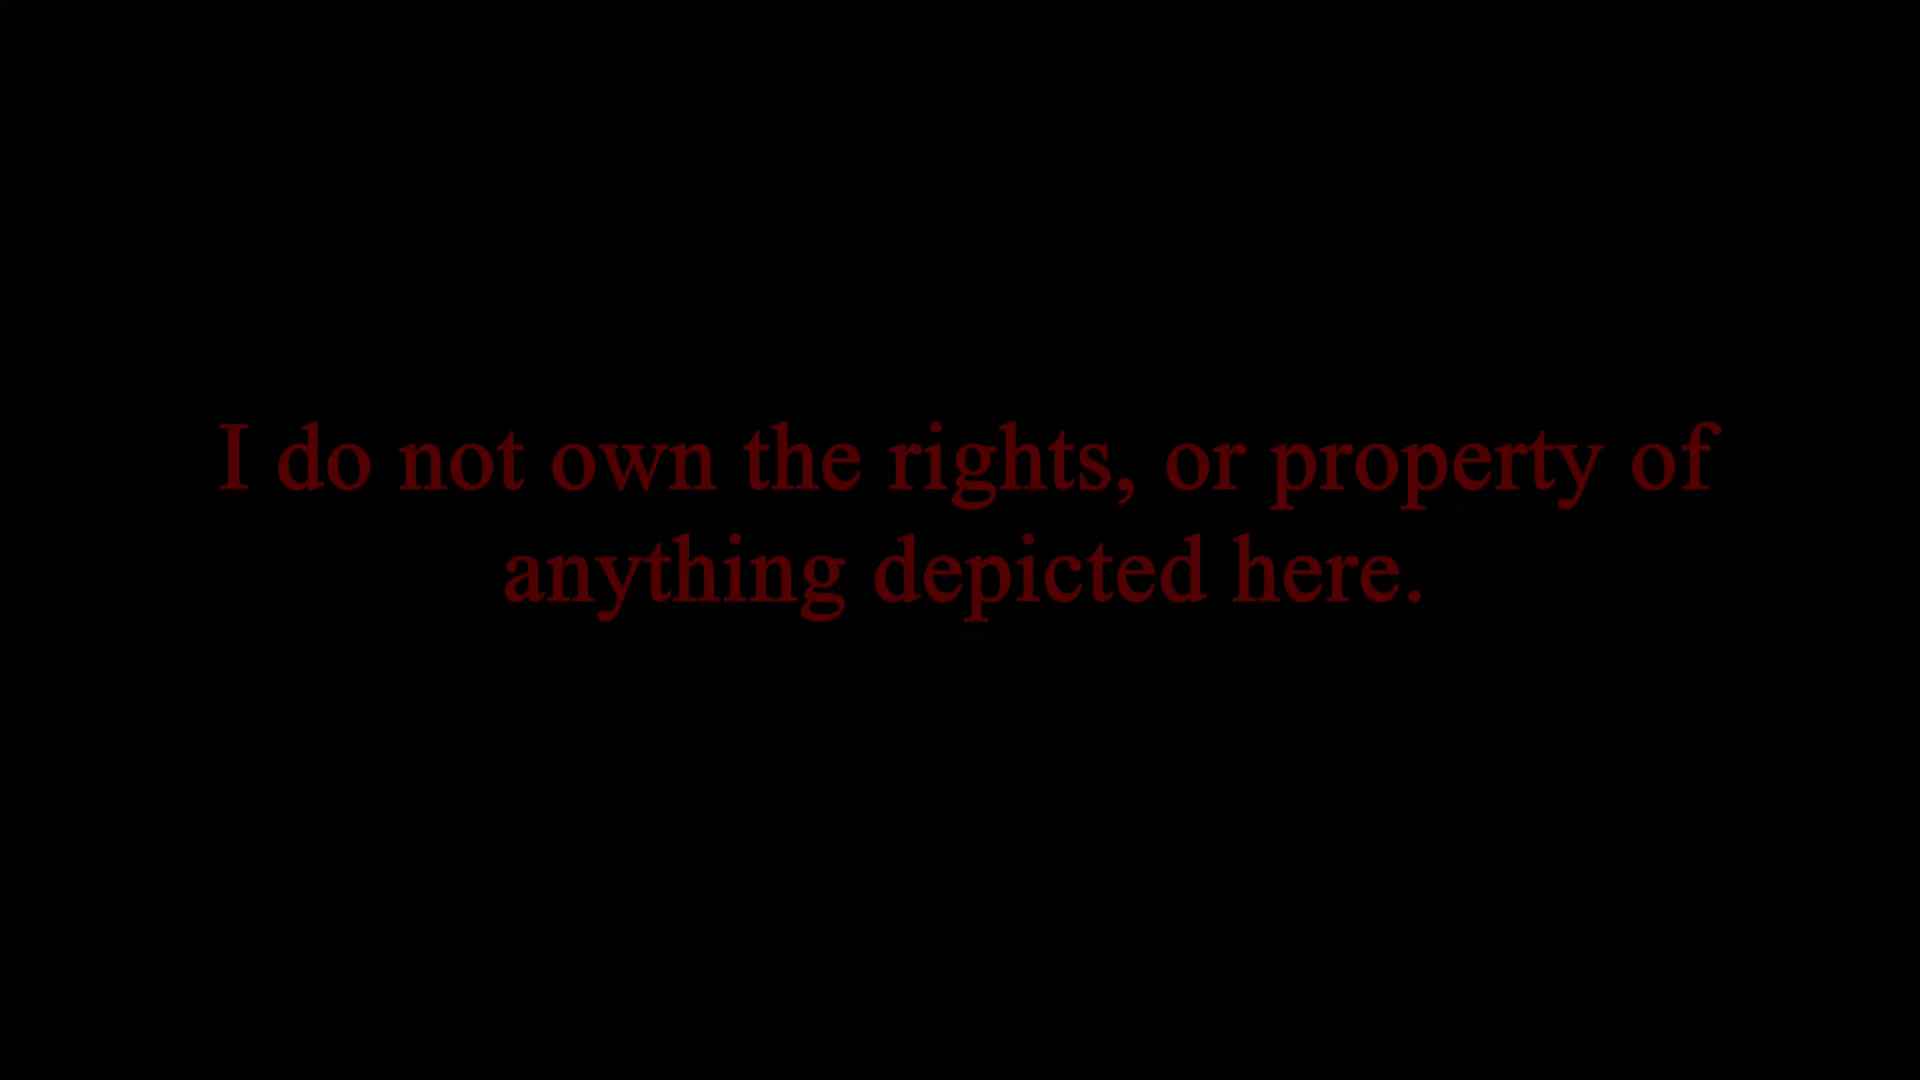 I do not own the rights, or property of
anything depicted here.